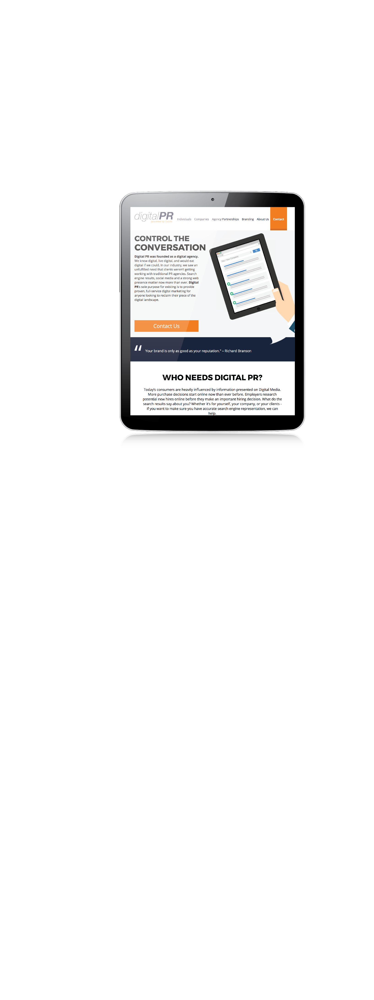 digitalPR
Individuals Companies Agency Partnerships Branding About Us Contact
CONTROL THE
CONVERSATION
Digital PR was founded as a digital agency.
We know digital, live digital, and would eat
digital if we could. In our industry, we saw an
unfulfilled need that clients weren't getting
working with traditional PR agencies. Search
engine results, social media and a strong web
presence matter now more than ever. Digital
PR's sole purpose for existing is to provide
proven, full-service digital marketing for
anyone looking to reclaim their piece of the
digital landscape.
You / Your Company
Contact Us
“ Your brand is only as good as your reputation." – Richard Branson
WHO NEEDS DIGITAL PR?
Today's consumers are heavily influenced by information presented on Digital Media.
More purchase decisions start online now than ever before. Employers research
potential new hires online before they make an important hiring decision. What do the
search results say about you? Whether it's for yourself, your company, or your clients -
if you want to make sure you have accurate search engine representation, we can
help.